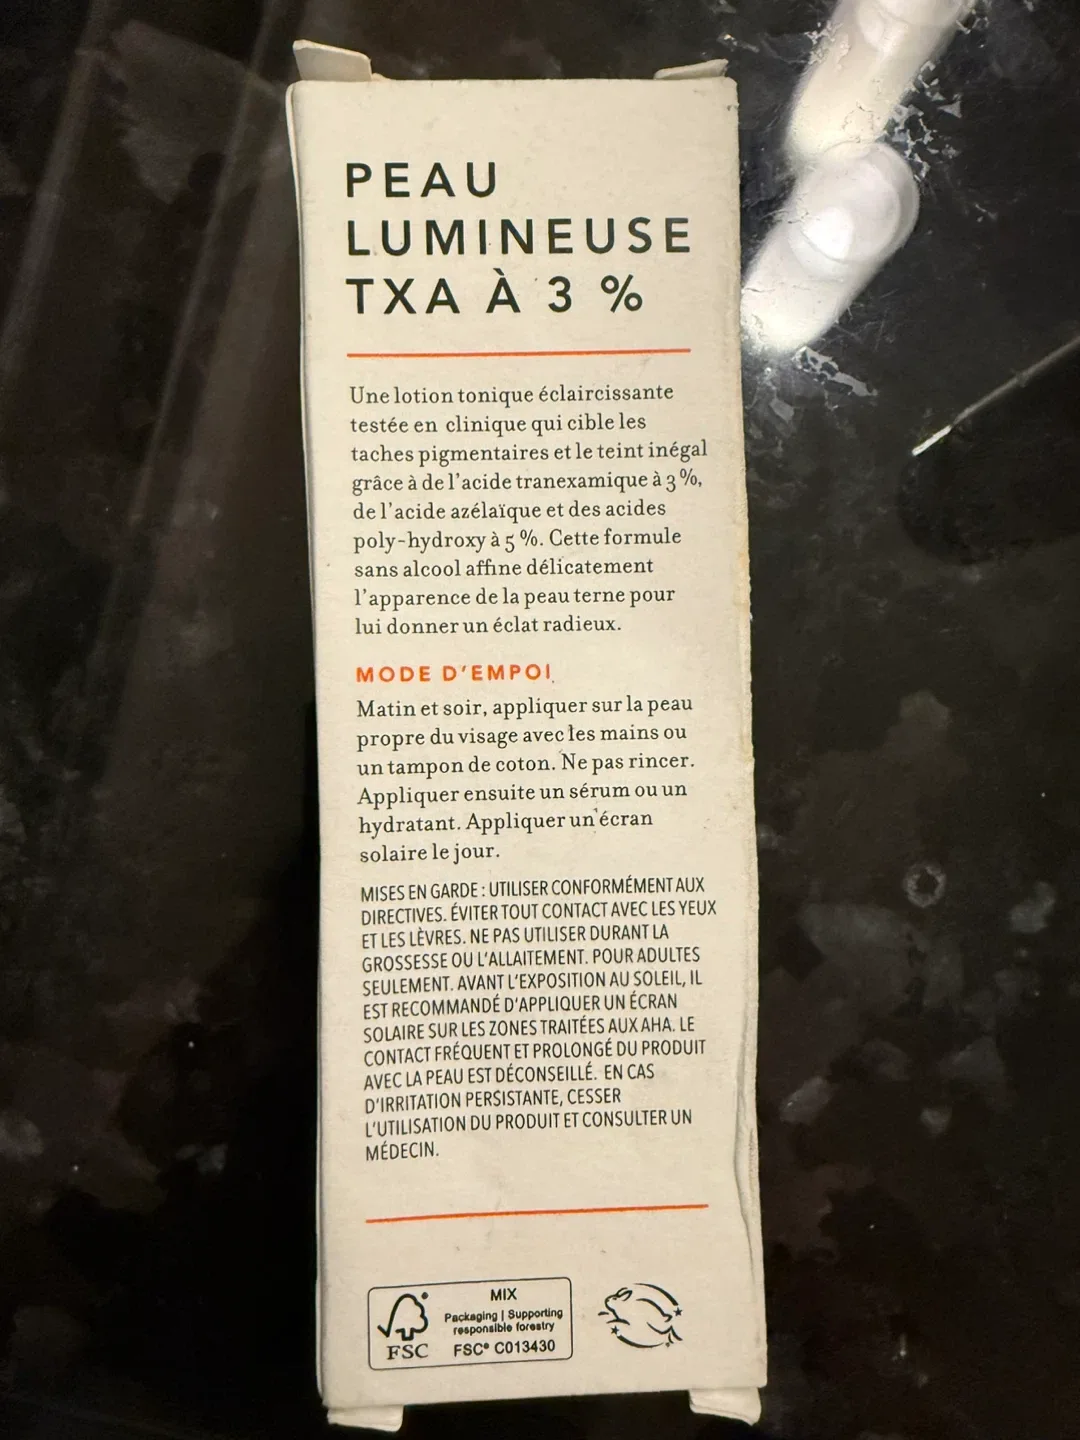 PEAU
LUMINEUSE
TXA À 3 %
Une lotion tonique éclaircissante
testée en clinique qui cible les
taches pigmentaires et le teint inégal
grâce à de l'acide tranexamique à 3 %,
de l'acide azélaïque et des acides
poly-hydroxy à 5 %. Cette formule
sans alcool affine délicatement
l'apparence de la peau terne pour
lui donner un éclat radieux.
MODE D'EMPOI
Matin et soir, appliquer sur la peau
propre du visage avec les mains ou
un tampon de coton. Ne pas rincer.
Appliquer ensuite un sérum ou un
hydratant. Appliquer un écran
solaire le jour.
MISES EN GARDE : UTILISER CONFORMÉMENT AUX
DIRECTIVES. ÉVITER TOUT CONTACT AVEC LES YEUX
ET LES LÈVRES. NE PAS UTILISER DURANT LA
GROSSESSE OU L'ALLAITEMENT. POUR ADULTES
SEULEMENT. AVANT L'EXPOSITION AU SOLEIL, IL
EST RECOMMANDÉ D'APPLIQUER UN ÉCRAN
SOLAIRE SUR LES ZONES TRAITÉES AUX AHA. LE
CONTACT FRÉQUENT ET PROLONGÉ DU PRODUIT
AVEC LA PEAU EST DÉCONSEILLÉ. EN CAS
D'IRRITATION PERSISTANTE, CESSER
L'UTILISATION DU PRODUIT ET CONSULTER UN
MÉDECIN.
MIX
Packaging | Supporting
responsible forestry
FSC FSC® C013430